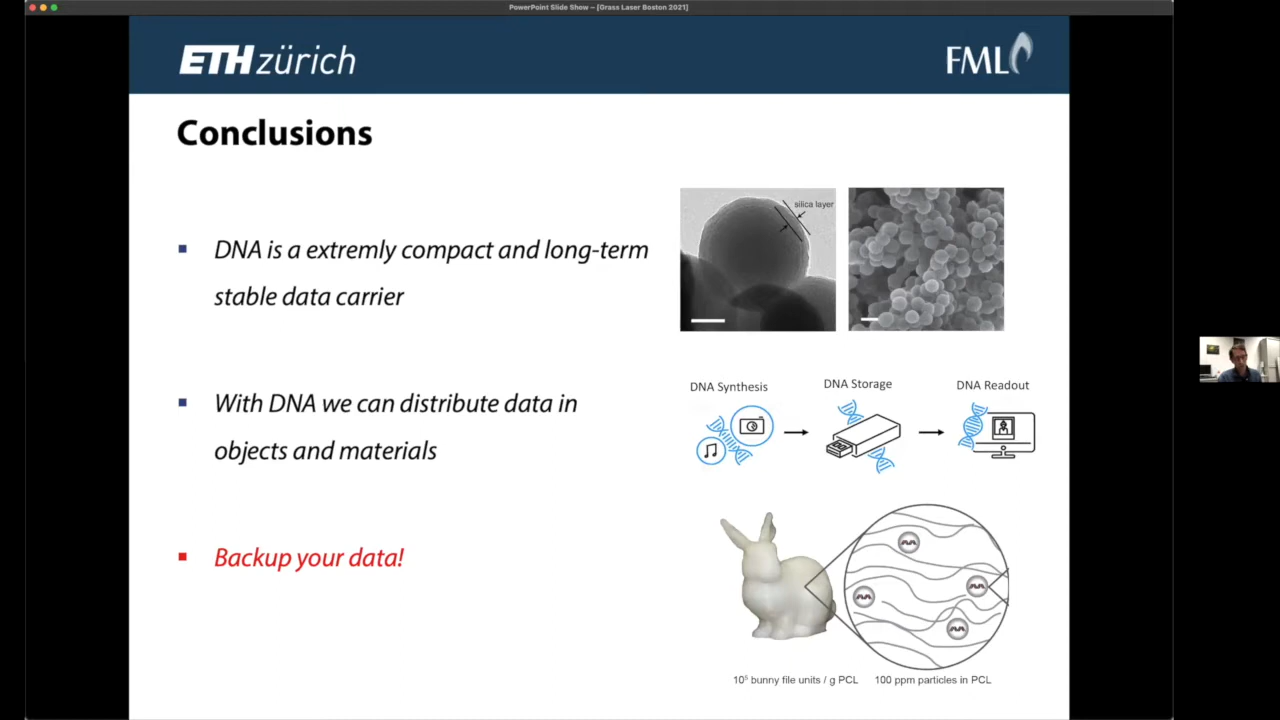 PowerPoint Slide Show – [Grass Laser Boston 2021]
ETH zürich
FML
Conclusions
silica layer
DNA is a extremly compact and long-term
stable data carrier
DNA Synthesis
DNA Storage
DNA Readout
With DNA we can distribute data in
objects and materials
Backup your data!
10⁵ bunny file units / g PCL
100 ppm particles in PCL